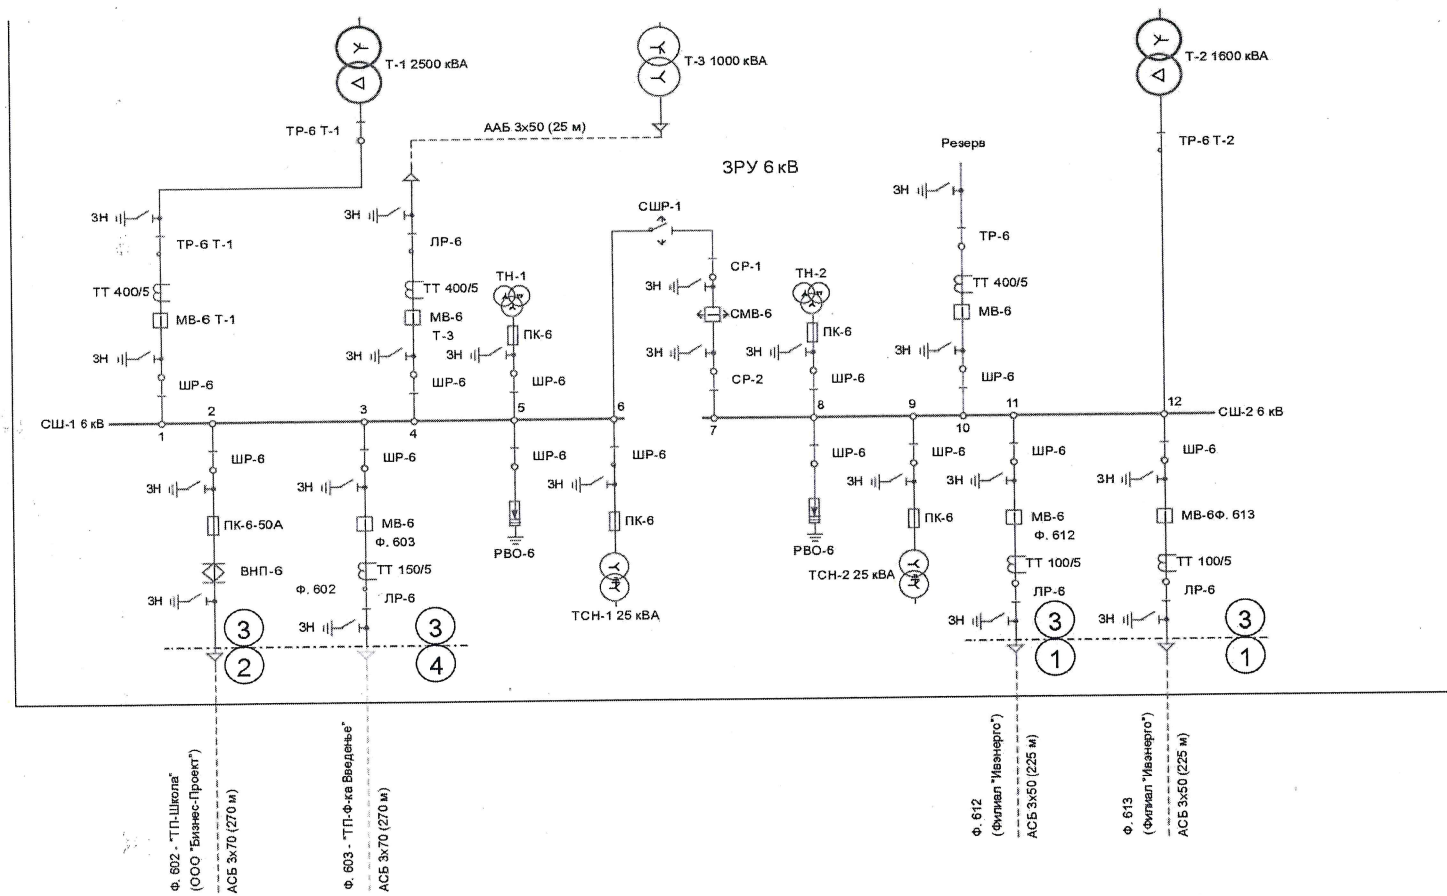 Т-1 2500 кВА
Т-3 1000 кВА
Т-2 1600 кВА
ТР-6 Т-1
ААБ 3х50 (25 м)
ТР-6 Т-2
Резерв
ЗРУ 6 кВ
ЗН
ЗН
ЗН
СШР-1
ТР-6 Т-1
ЛР-6
ТР-6
СР-1
ТН-1
ТН-2
ЗН
ТТ 400/5
ТТ 400/5
ТТ 400/5
МВ-6 Т-1
МВ-6
Т-3
ПК-6
СМВ-6
ПК-6
МВ-6
ЗН
ЗН
ЗН
ЗН
ЗН
ЗН
ШР-6
ШР-6
ШР-6
СР-2
ШР-6
ШР-6
СШ-1 6 кВ
1
2
3
4
5
6
7
8
9
10
11
12
СШ-2 6 кВ
ШР-6
ШР-6
ШР-6
ШР-6
ШР-6
ШР-6
ШР-6
ШР-6
ЗН
ЗН
ЗН
ЗН
ЗН
ЗН
ПК-6-50А
МВ-6
Ф. 603
ПК-6
ПК-6
МВ-6
Ф. 612
МВ-6Ф. 613
РВО-6
РВО-6
ВНП-6
ТТ 150/5
ТСН-2 25 кВА
ТТ 100/5
ТТ 100/5
Ф. 602
ЛР-6
ЛР-6
ЛР-6
ТСН-1 25 кВА
ЗН
ЗН
ЗН
ЗН
3
3
3
3
2
4
1
1
Ф. 602 - "ТП-Школа"
(ООО "Бизнес-Проект")
АСБ 3х70 (270 м)
Ф. 603 - "ТП-Ф-ка Введенье"
АСБ 3х70 (270 м)
Ф. 612
(Филиал "Ивэнерго")
АСБ 3х50 (225 м)
Ф. 613
(Филиал "Ивэнерго")
АСБ 3х50 (225 м)